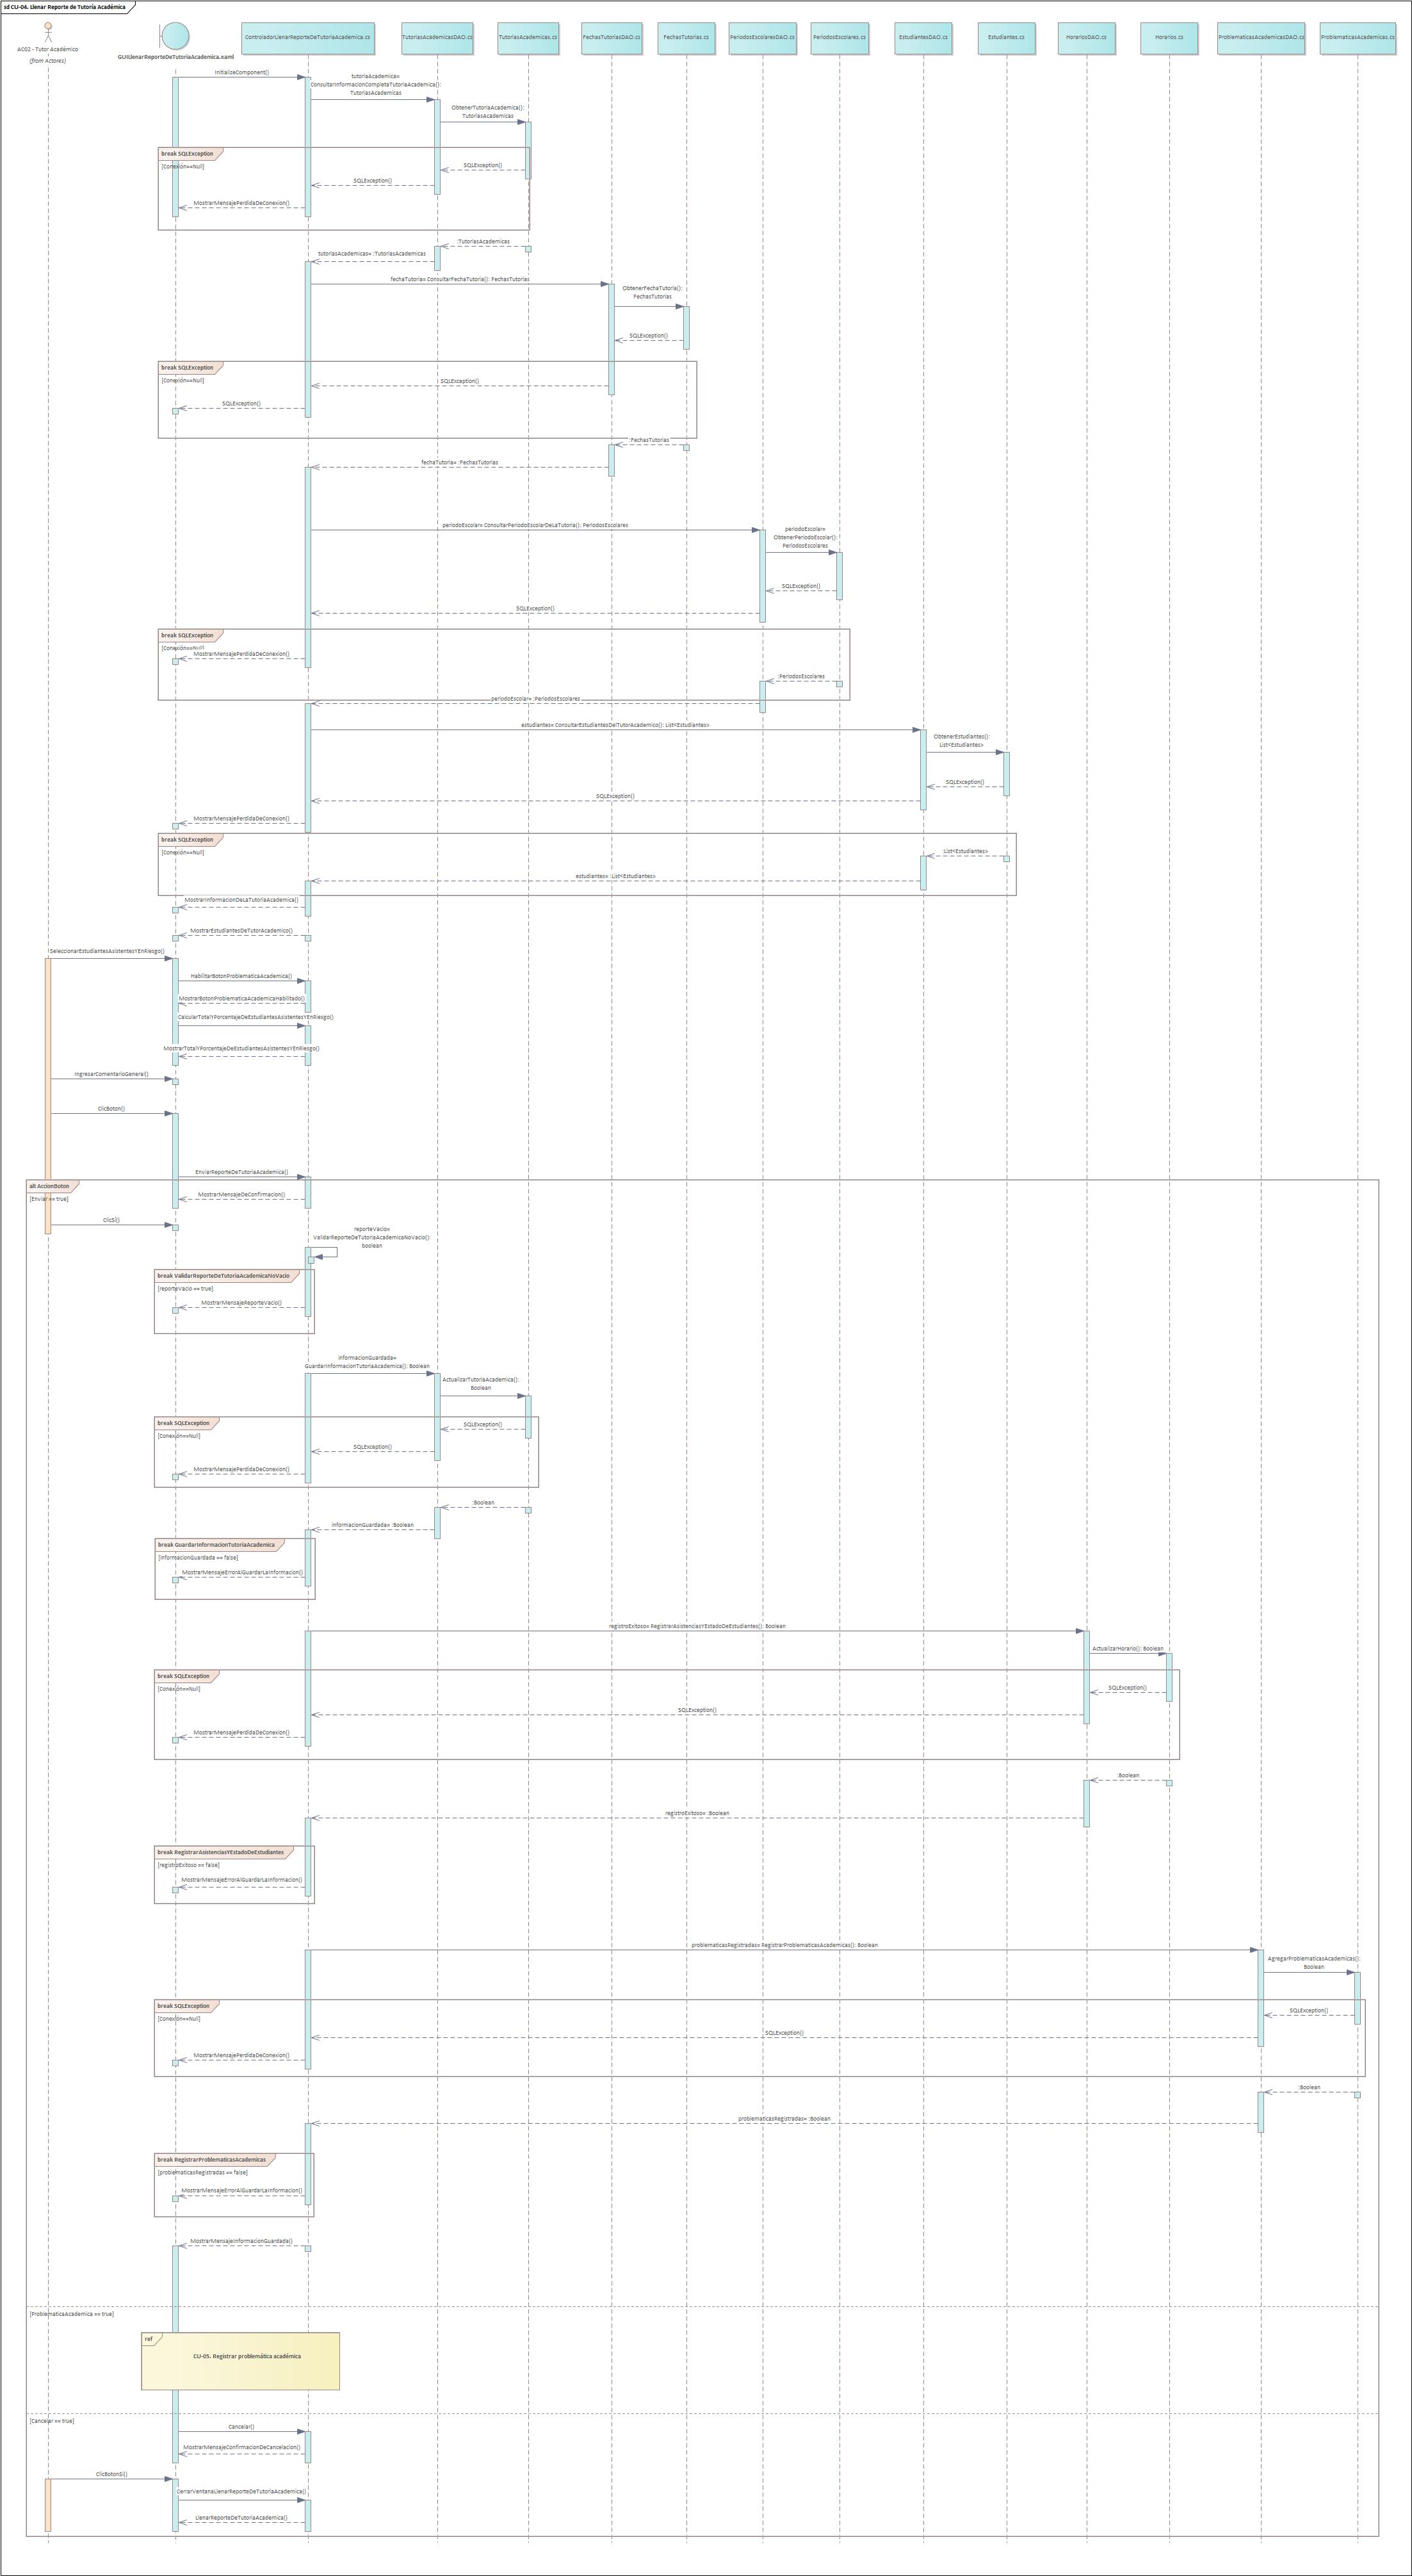 sd CU-04. Llenar Reporte de Tutoría Académica
AC02 - Tutor Académico
(from Actores)
GUILlenarReporteDeTutoriaAcademica.xaml
ControladorLlenarReporteDeTutoriaAcademica.cs
TutoriasAcademicasDAO.cs
TutoriasAcademicas.cs
FechasTutoriasDAO.cs
FechasTutorias.cs
PeriodosEscolaresDAO.cs
PeriodosEscolares.cs
EstudiantesDAO.cs
Estudiantes.cs
HorariosDAO.cs
Horarios.cs
ProblematicasAcademicasDAO.cs
ProblematicasAcademicas.cs
InitializeComponent()
tutoriaAcademica=
ConsultarInformacionCompletaTutoriaAcademica():
TutoriasAcademicas
ObtenerTutoriaAcademica():
TutoriasAcademicas
break SQLException
[Conexión==Null]
SQLException()
SQLException()
MostrarMensajePerdidaDeConexion()
:TutoriasAcademicas
tutoriasAcademica= :TutoriasAcademicas
fechaTutoria= ConsultarFechaTutoria(): FechasTutorias
ObtenerFechaTutoria():
FechasTutorias
SQLException()
break SQLException
[Conexión==Null]
SQLException()
SQLException()
:FechasTutorias
fechaTutoria= :FechasTutorias
periodoEscolar= ConsultarPeriodoEscolarDeLaTutoria(): PeriodosEscolares
periodoEscolar=
ObtenerPeriodoEscolar():
PeriodosEscolares
SQLException()
SQLException()
break SQLException
[Conexión==Null]
MostrarMensajePerdidaDeConexion()
:PeriodosEscolares
periodoEscolar= :PeriodosEscolares
estudiantes= ConsultarEstudiantesDelTutorAcademico(): List<Estudiantes>
ObtenerEstudiantes():
List<Estudiantes>
SQLException()
SQLException()
MostrarMensajePerdidaDeConexion()
break SQLException
[Conexión==Null]
:List<Estudiantes>
estudiantes= :List<Estudiantes>
MostrarInformacionDeLaTutoriaAcademica()
MostrarEstudiantesDeTutorAcademico()
SeleccionarEstudiantesAsistentesYEnRiesgo()
HabilitarBotonProblematicaAcademica()
MostrarBotonProblematicaAcademicaHabilitado()
CalcularTotalYPorcentajeDeEstudiantesAsistentesYEnRiesgo()
MostrarTotalYPorcentajeDeEstudiantesAsistentesYEnRiesgo()
IngresarComentarioGeneral()
ClicBoton()
EnviarReporteDeTutoriaAcademica()
alt AccionBoton
[Enviar == true]
MostrarMensajeDeConfirmacion()
ClicSí()
reporteVacio=
ValidarReporteDeTutoriaAcademicaNoVacio():
boolean
break ValidarReporteDeTutoriaAcademicaNoVacio
[reporteVacio == true]
MostrarMensajeReporteVacio()
informacionGuardada=
GuardarInformacionTutoriaAcademica(): Boolean
ActualizarTutoriaAcademica():
Boolean
break SQLException
[Conexión==Null]
SQLException()
SQLException()
MostrarMensajePerdidaDeConexion()
:Boolean
informacionGuardada= :Boolean
break GuardarInformacionTutoriaAcademica
[informacionGuardada == false]
MostrarMensajeErrorAlGuardarLaInformacion()
registroExitoso= RegistrarAsistenciasYEstadoDeEstudiantes(): Boolean
ActualizarHorario(): Boolean
break SQLException
[Conexión==Null]
SQLException()
SQLException()
MostrarMensajePerdidaDeConexion()
:Boolean
registroExitoso= :Boolean
break RegistrarAsistenciasYEstadoDeEstudiantes
[registroExitoso == false]
MostrarMensajeErrorAlGuardarLaInformacion()
problematicasRegistradas= RegistrarProblematicasAcademicas(): Boolean
AgregarProblematicasAcademicas():
Boolean
break SQLException
[Conexión==Null]
SQLException()
SQLException()
MostrarMensajePerdidaDeConexion()
:Boolean
problematicasRegistradas= :Boolean
break RegistrarProblematicasAcademicas
[problematicasRegistradas == false]
MostrarMensajeErrorAlGuardarLaInformacion()
MostrarMensajeInformacionGuardada()
[ProblematicaAcademica == true]
ref
CU-05. Registrar problemática académica
[Cancelar == true]
Cancelar()
MostrarMensajeConfirmacionDeCancelacion()
ClicBotonSí()
CerrarVentanaLlenarReporteDeTutoriaAcademica()
LlenarReporteDeTutoriaAcademica()